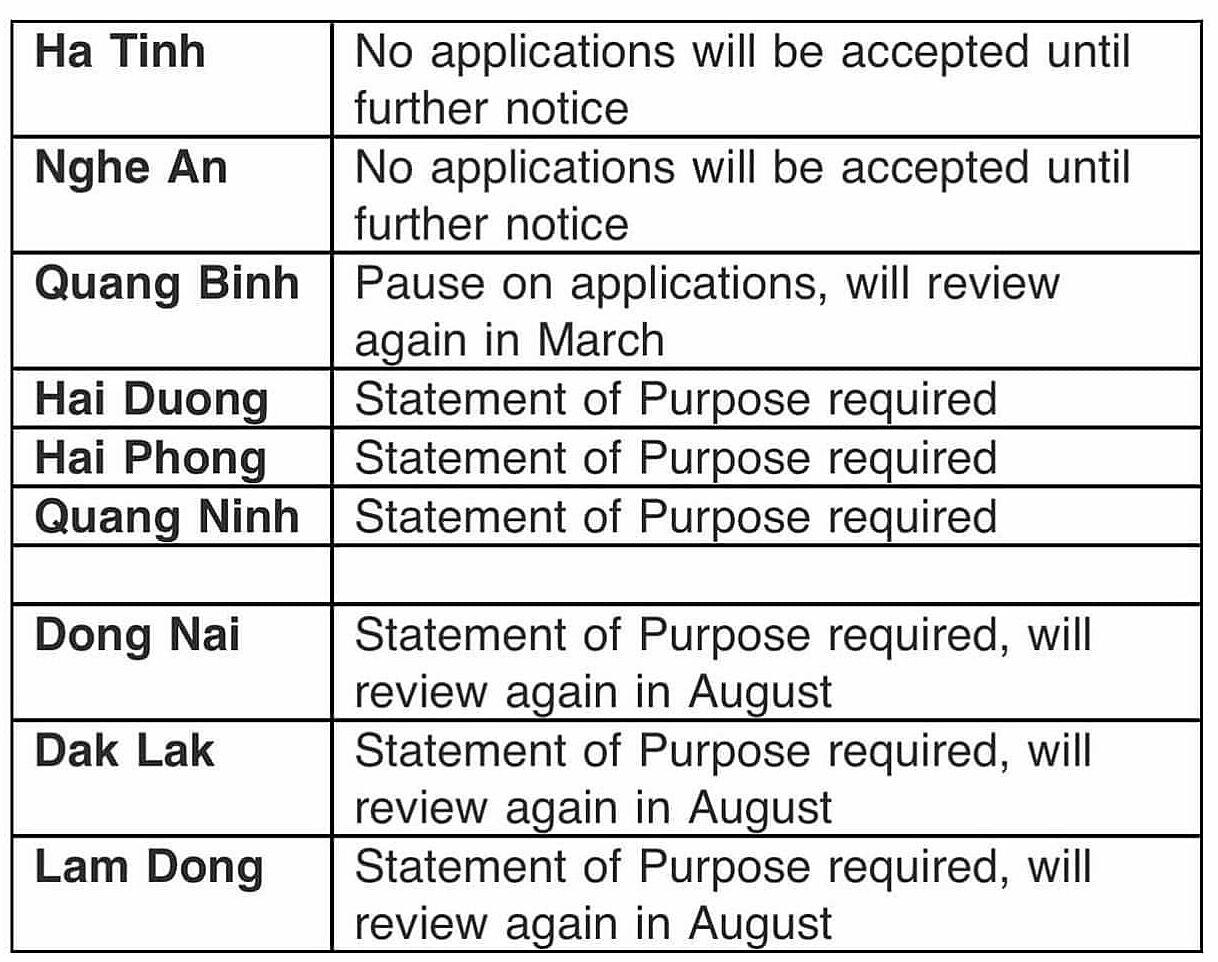 Ha Tinh
No applications will be accepted until
further notice
Nghe An
No applications will be accepted until
further notice
Quang Binh
Pause on applications, will review
again in March
Hai Duong
Statement of Purpose required
Hai Phong
Statement of Purpose required
Quang Ninh
Statement of Purpose required
Dong Nai
Statement of Purpose required, will
review again in August
Dak Lak
Statement of Purpose required, will
review again in August
Lam Dong
Statement of Purpose required, will
review again in August